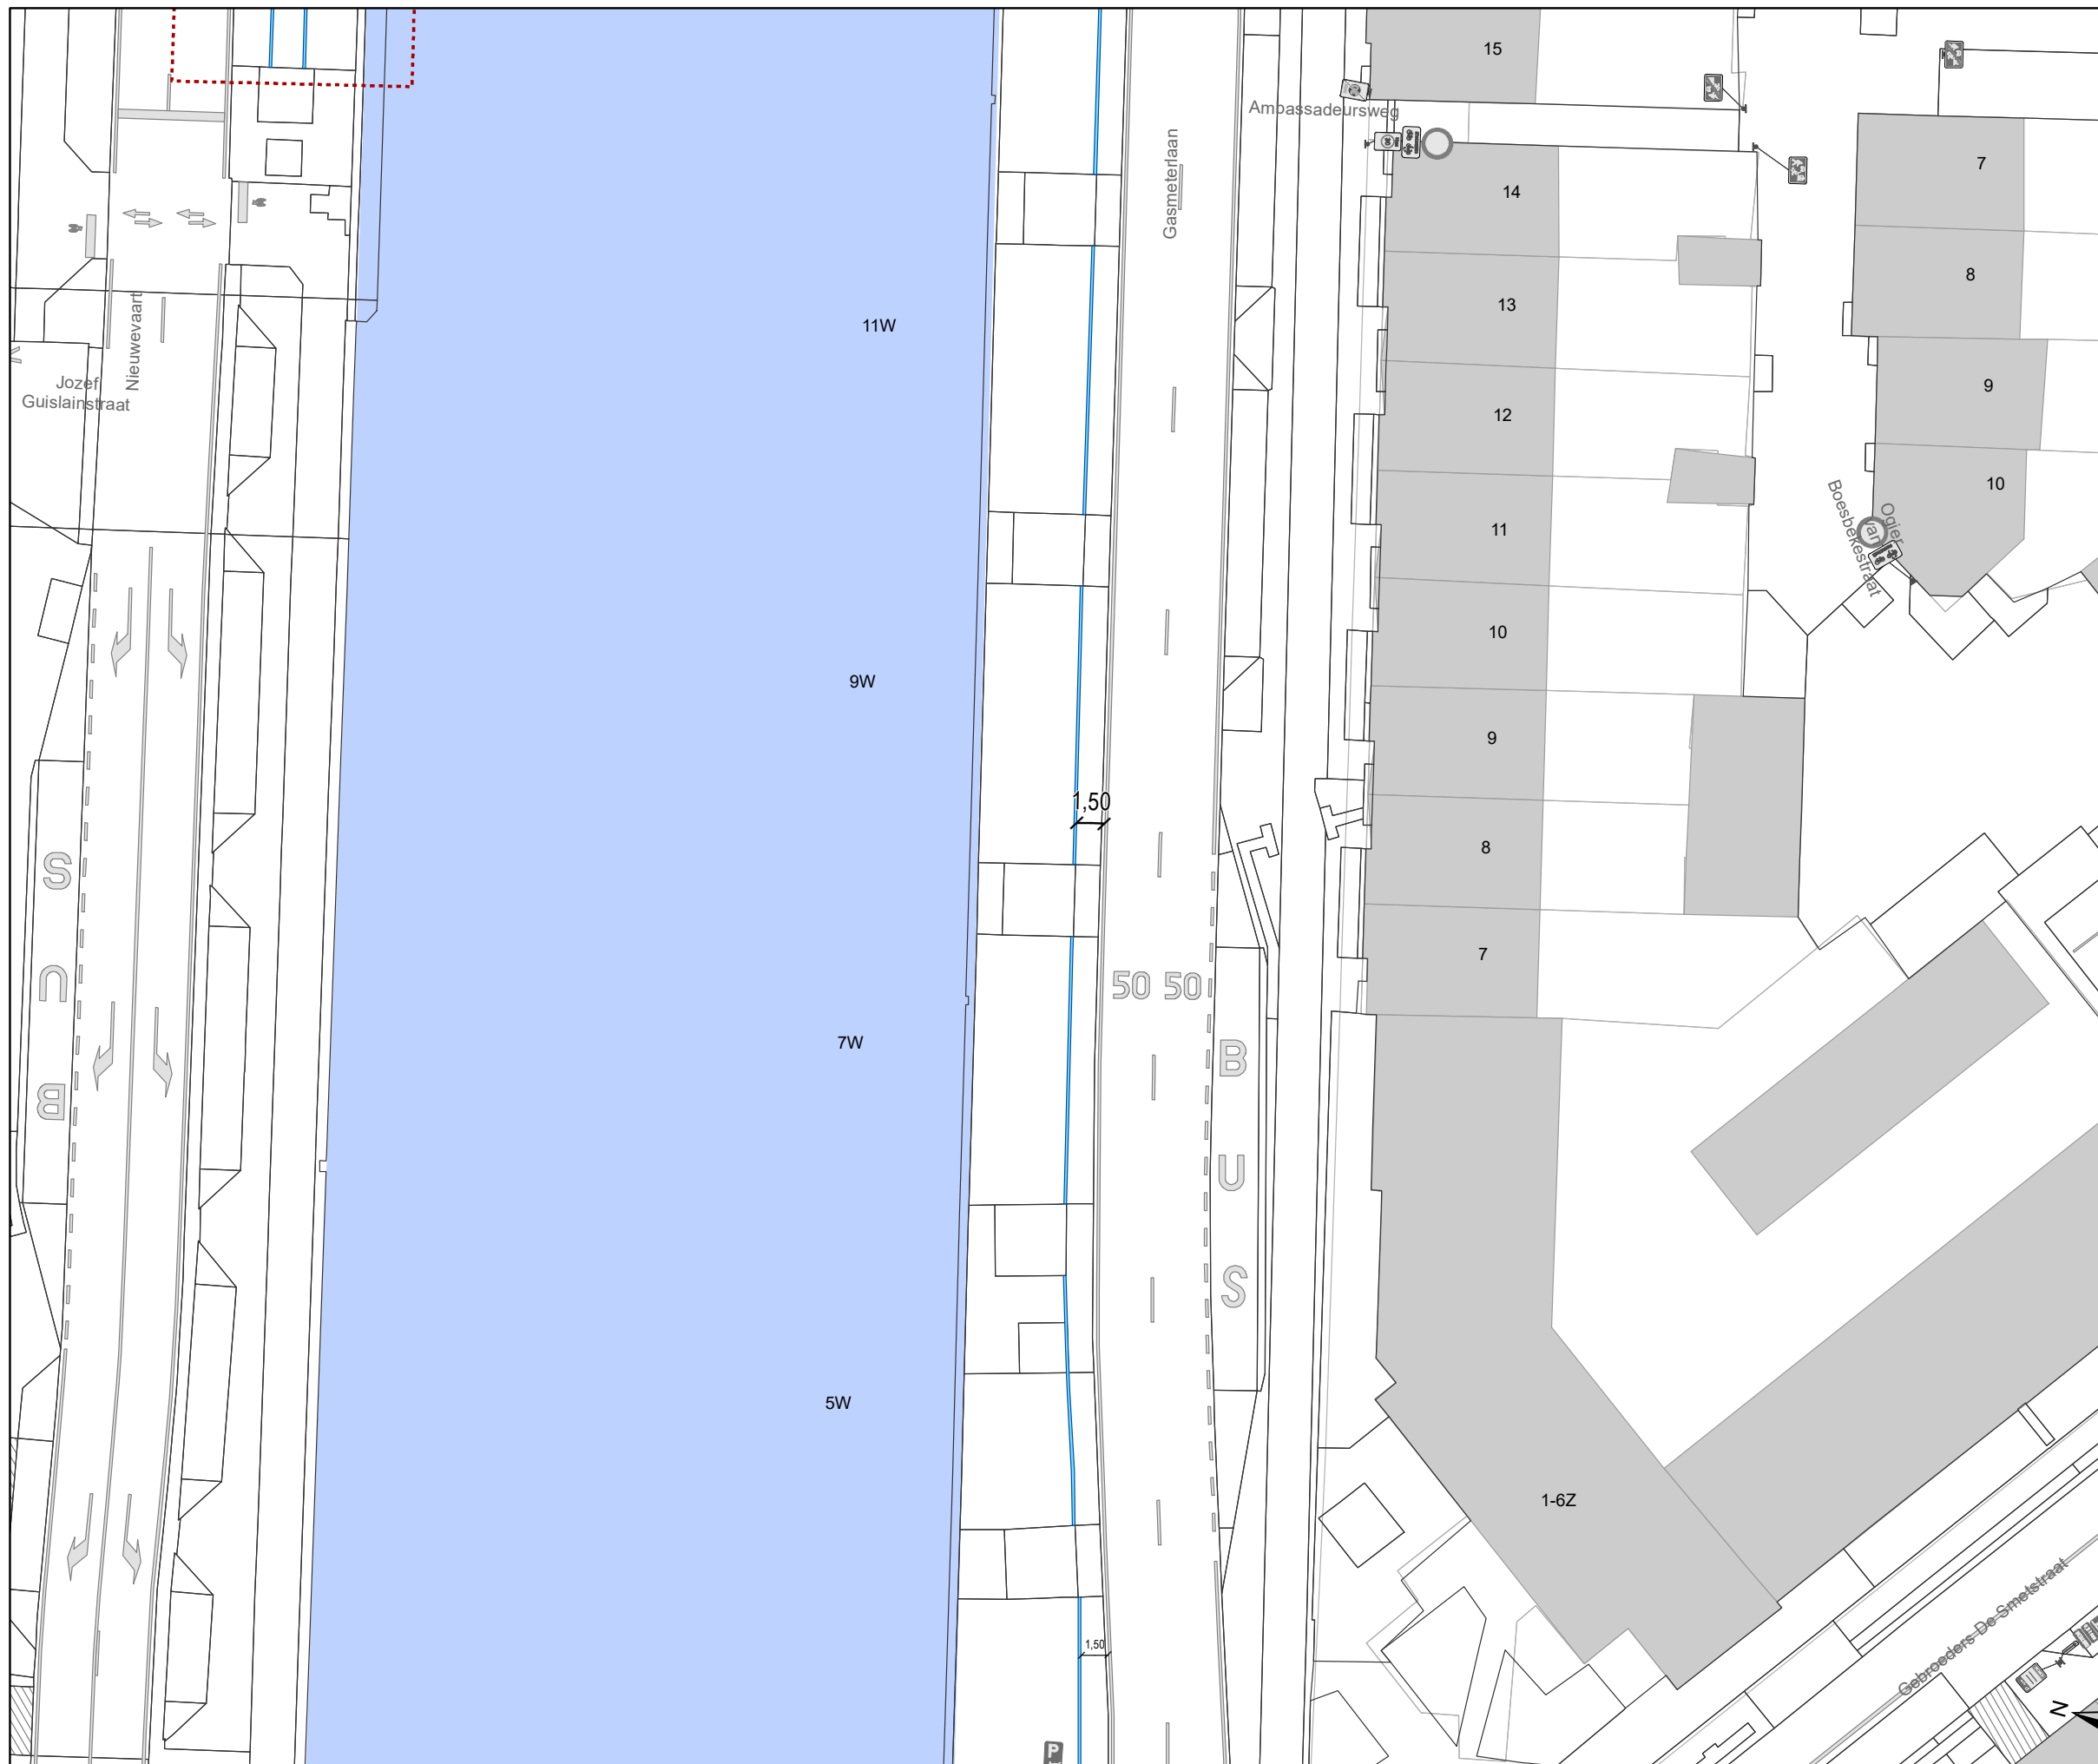 15
Ambassadeursweg
Gasmeterlaan
14
7
8
13
11W
Nieuwevaart
Jozef
Guislainstraat
12
9
11
10
Ogier
van
Boesbekestraat
10
9W
9
1,50
8
7
S
U
B
50 50
7W
B
U
S
5W
1-6Z
Gebroeders De Smetstraat
1,50
N
P